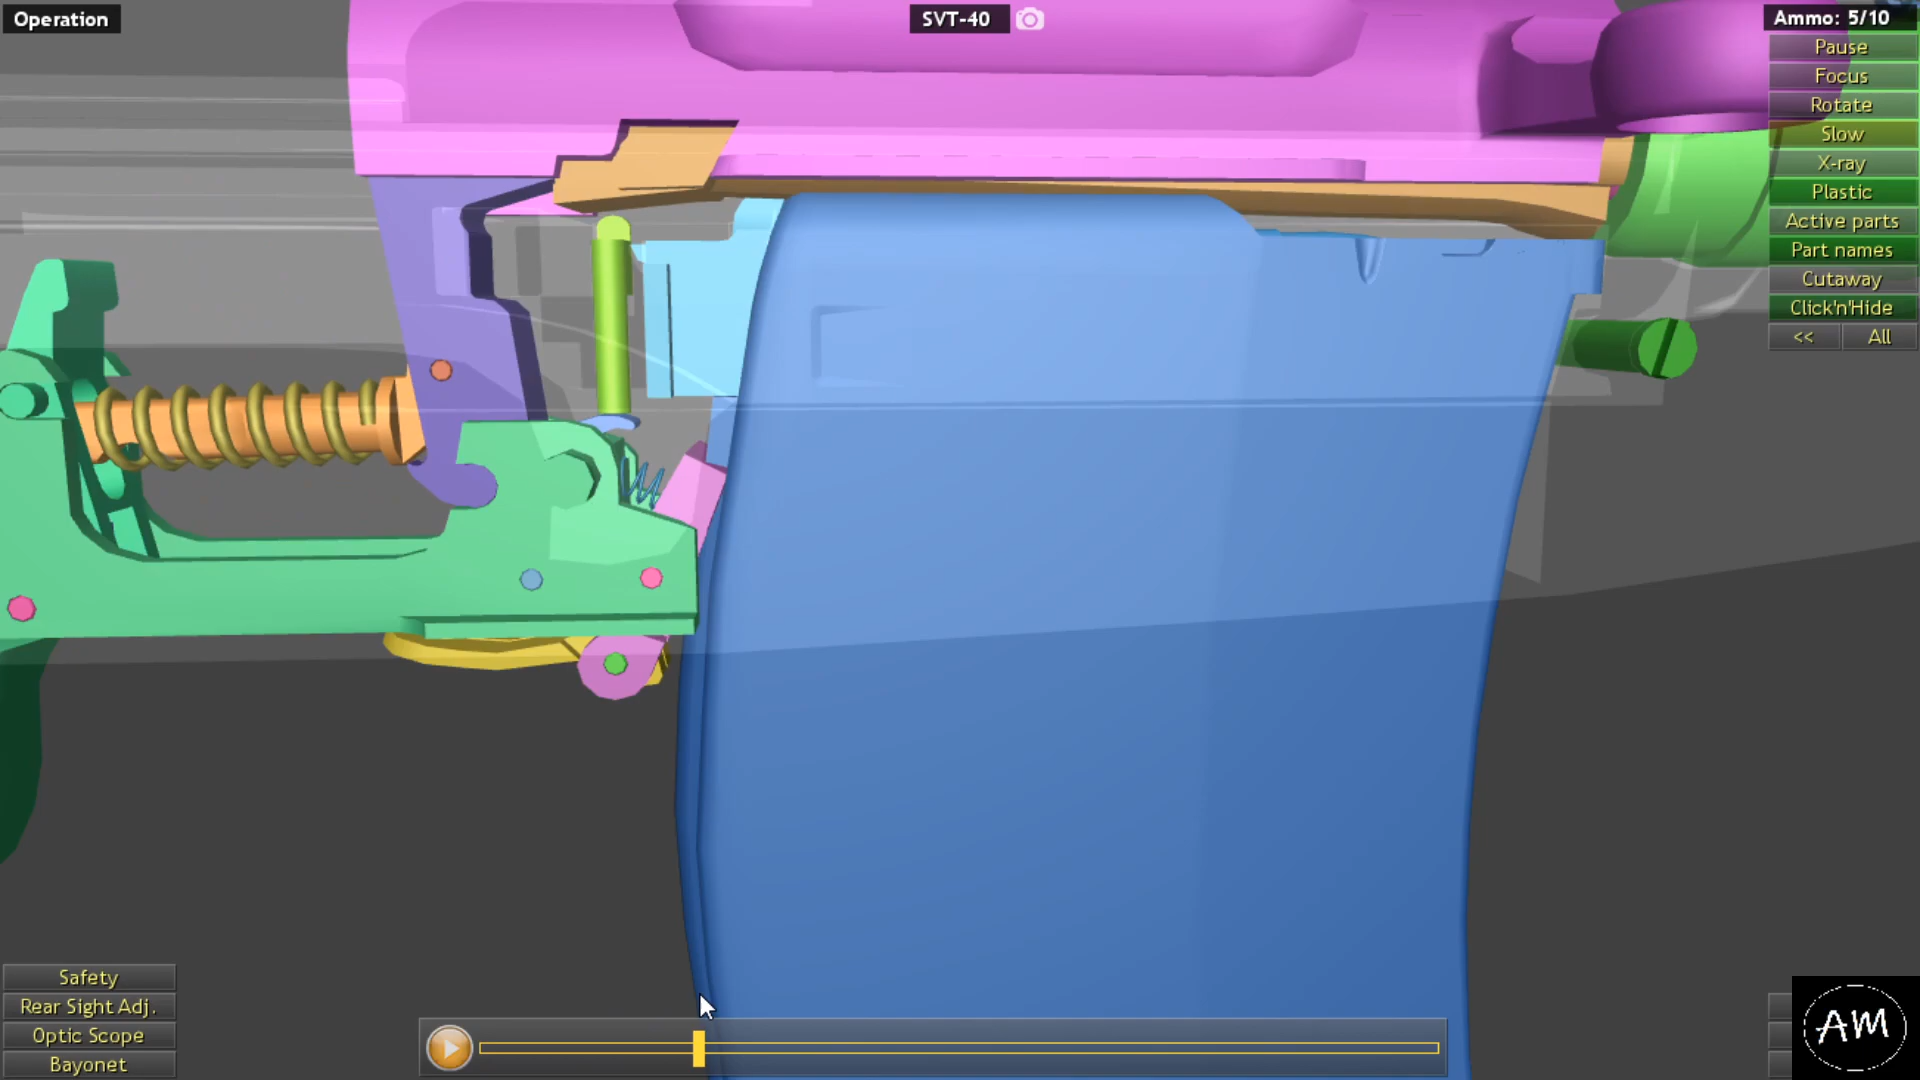 Operation
SVT-40
Ammo: 5/10
Pause
Focus
Rotate
Slow
X-ray
Plastic
Active parts
Part names
Cutaway
Click'n'Hide
<< All
Safety
Rear Sight Adj.
Optic Scope
Bayonet
AM